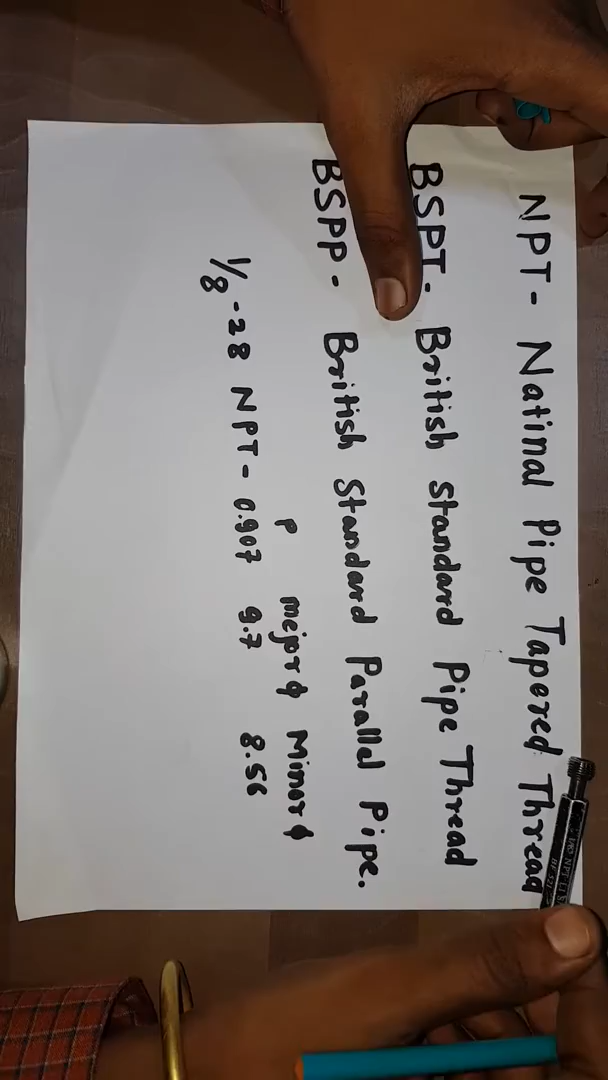 NPT - Natinal Pipe Tapered Thread
BSPT - British Standard Pipe Thread
BSPP - British Standard Parallel Pipe.
P mejor ϕ Minor ϕ
1/8 - 28 NPT - 0.907 9.7 8.56